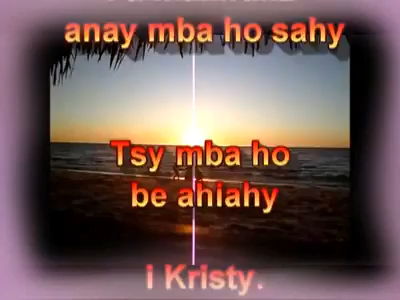 anay mba ho sahy
Tsy mba ho
be ahiahy
i Kristy.